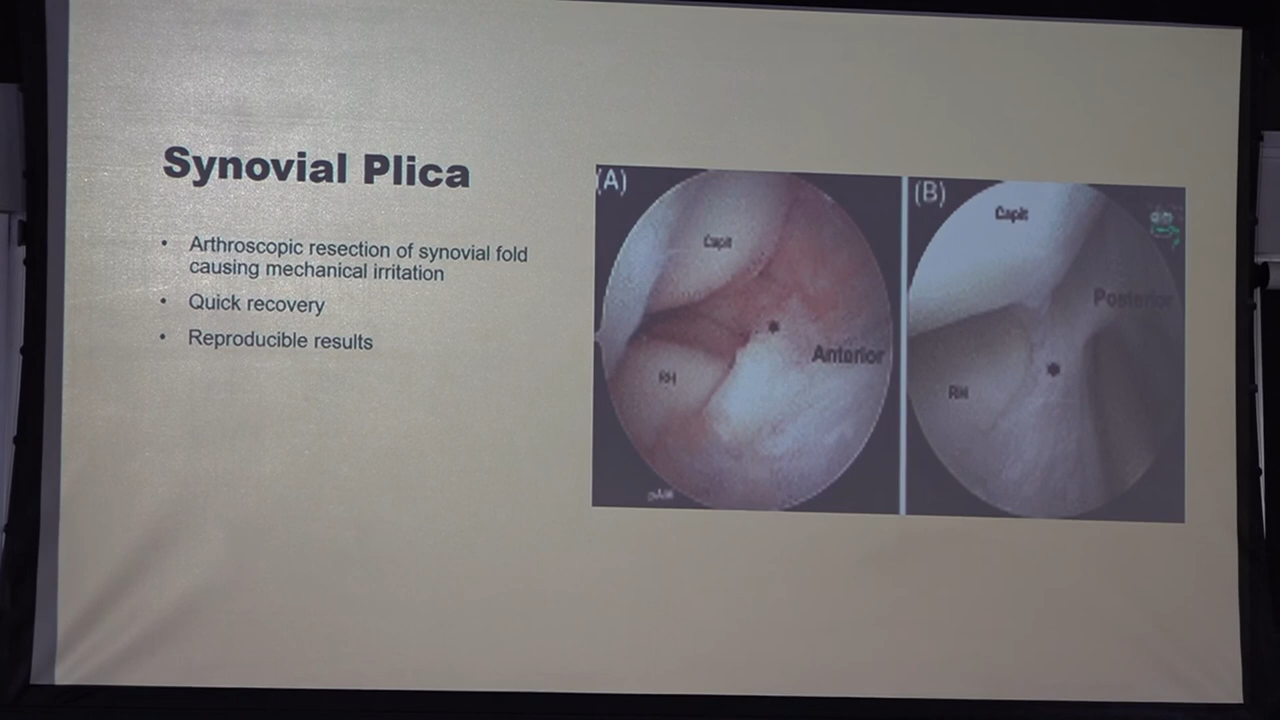 Synovial Plica
• Arthroscopic resection of synovial fold
causing mechanical irritation
• Quick recovery
• Reproducible results
(A)
Capit
RH
Anterior
(B)
Capit
Posterior
RH